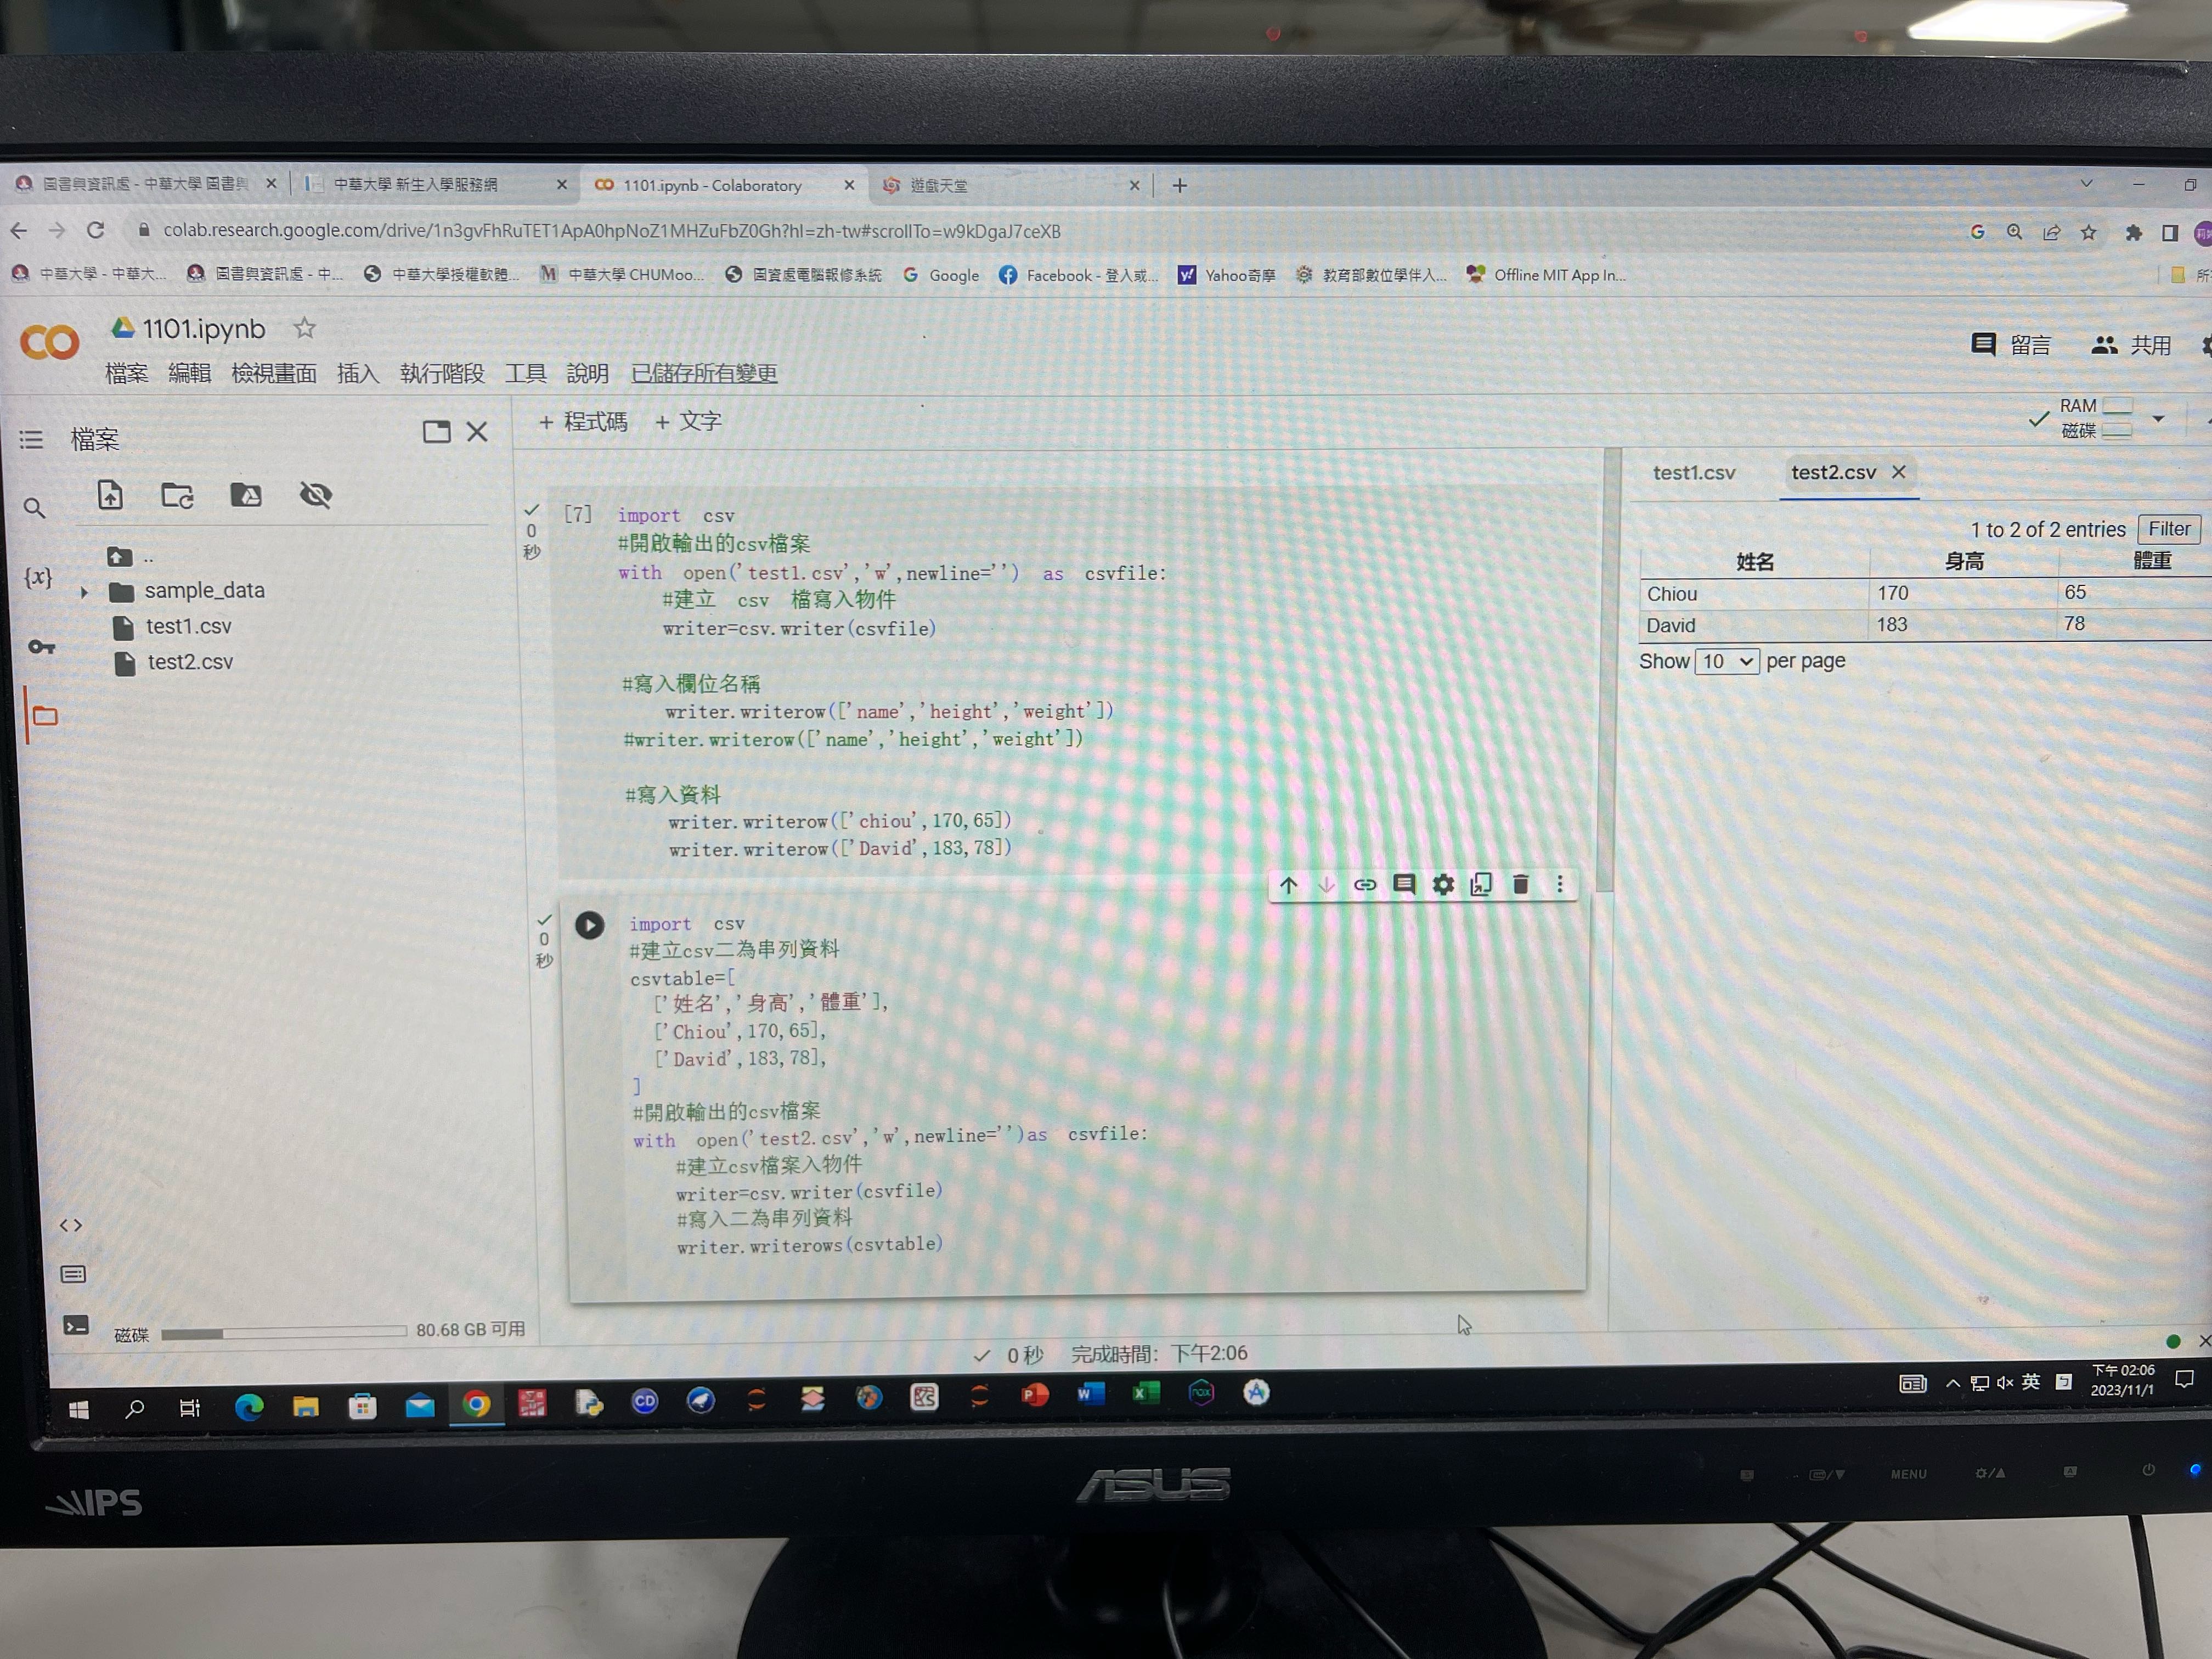 圖書與資訊處 - 中華大學 圖書與
中華大學 新生入學服務網
1101.ipynb - Colaboratory
遊戲天堂
colab.research.google.com/drive/1n3gvFhRuTET1ApA0hpNoZ1MHZuFbZ0Gh?hl=zh-tw#scrollTo=w9kDgaJ7ceXB
中華大學 - 中華大...
圖書與資訊處 - 中...
中華大學授權軟體...
中華大學 CHUMoo...
圖資處電腦報修系統
Google
Facebook - 登入或...
Yahoo奇摩
教育部數位學伴入...
Offline MIT App In...
1101.ipynb
檔案 編輯 檢視畫面 插入 執行階段 工具 說明 已儲存所有變更
留言 共用
檔案
+ 程式碼 + 文字
RAM
磁碟
..
sample_data
test1.csv
test2.csv
{x}
0
秒
[7]
import csv
#開啟輸出的csv檔案
with open('test1.csv','w',newline='') as csvfile:
#建立 csv 檔寫入物件
writer=csv.writer(csvfile)
#寫入欄位名稱
writer.writerow(['name','height','weight'])
#writer.writerow(['name','height','weight'])
#寫入資料
writer.writerow(['chiou',170,65])
writer.writerow(['David',183,78])
0
秒
import csv
#建立csv二為串列資料
csvtable=[
['姓名','身高','體重'],
['Chiou',170,65],
['David',183,78],
]
#開啟輸出的csv檔案
with open('test2.csv','w',newline='')as csvfile:
#建立csv檔案入物件
writer=csv.writer(csvfile)
#寫入二為串列資料
writer.writerows(csvtable)
test1.csv test2.csv
1 to 2 of 2 entries Filter
姓名 身高 體重
Chiou 170 65
David 183 78
Show 10 per page
磁碟 80.68 GB 可用
0 秒 完成時間: 下午2:06
英
下午 02:06
2023/11/1
IPS
ASUS
MENU